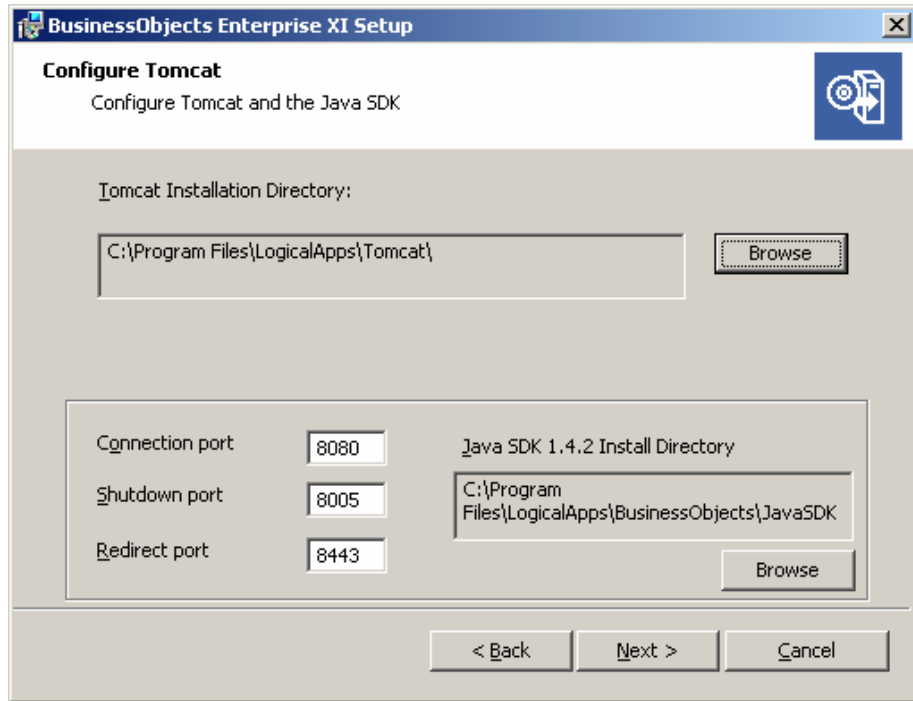 BusinessObjects Enterprise XI Setup
Configure Tomcat
Configure Tomcat and the Java SDK
Tomcat Installation Directory:
C:\Program Files\LogicalApps\Tomcat\
Browse
Connection port
8080
Shutdown port
8005
Redirect port
8443
Java SDK 1.4.2 Install Directory
C:\Program
Files\LogicalApps\BusinessObjects\JavaSDK
Browse
< Back
Next >
Cancel